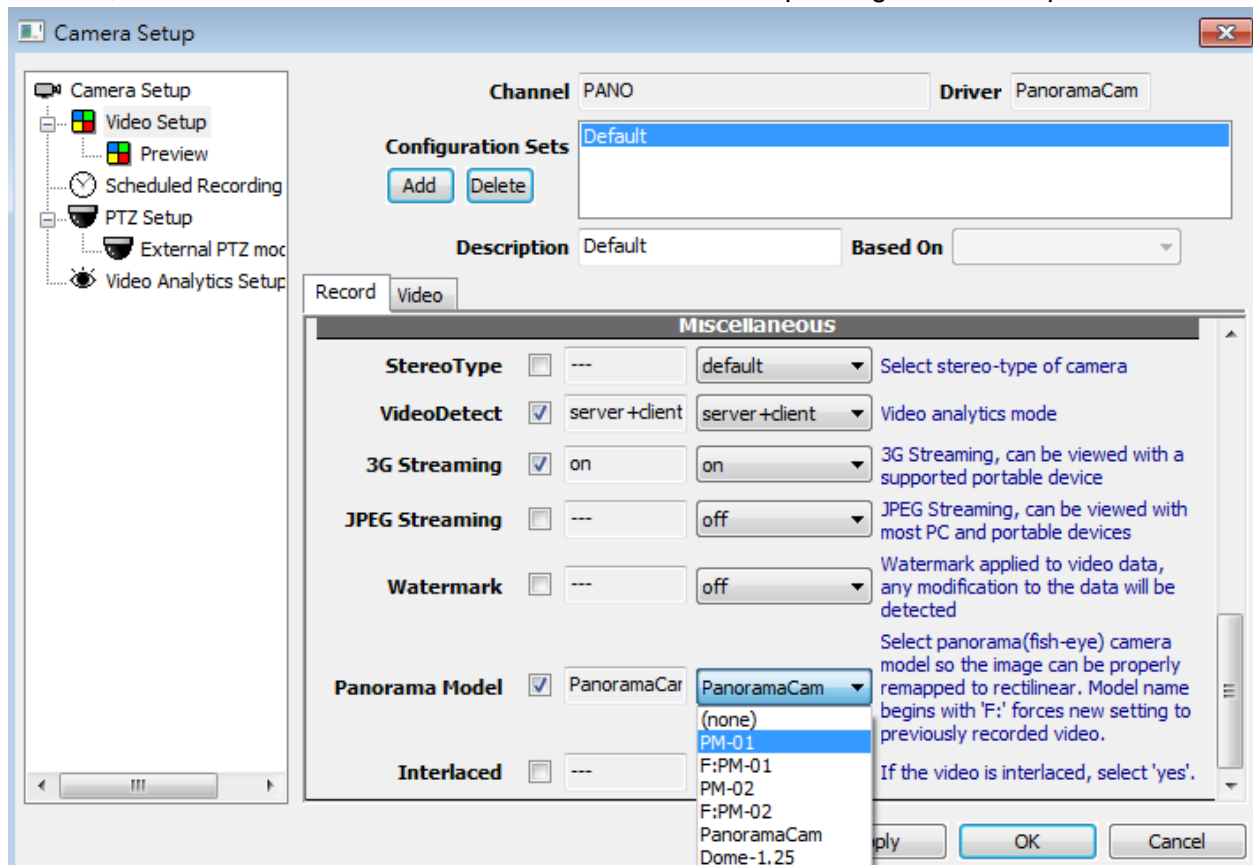 Camera Setup
Camera Setup
Video Setup
Preview
Scheduled Recording
PTZ Setup
External PTZ moc
Video Analytics Setup
Channel PANO Driver PanoramaCam
Configuration Sets Default
Add Delete
Description Default Based On
Record Video
Miscellaneous
StereoType --- default Select stereo-type of camera
VideoDetect server+client server+client Video analytics mode
3G Streaming on on 3G Streaming, can be viewed with a
supported portable device
JPEG Streaming --- off JPEG Streaming, can be viewed with
most PC and portable devices
Watermark --- off Watermark applied to video data,
any modification to the data will be
detected
Panorama Model PanoramaCar PanoramaCam Select panorama(fish-eye) camera
model so the image can be properly
remapped to rectilinear. Model name
begins with 'F:' forces new setting to
previously recorded video.
(none)
PM-01
F:PM-01
PM-02
F:PM-02
PanoramaCam
Dome-1.25
Interlaced --- If the video is interlaced, select 'yes'.
pply OK Cancel